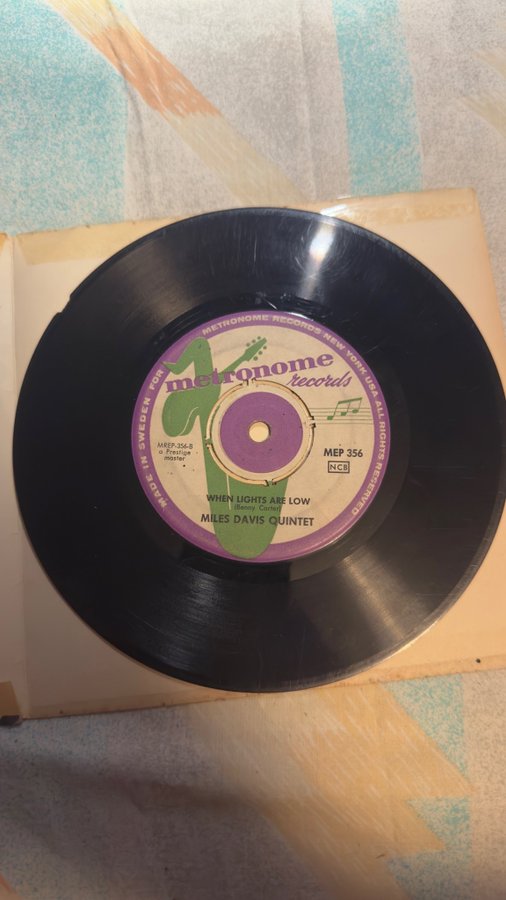 MADE IN SWEDEN FOR METRONOME RECORDS NEW YORK USA ALL RIGHTS RESERVED
metronome
records
MREP-356-B
a Prestige
master
MEP 356
NCB
WHEN LIGHTS ARE LOW
(Benny Carter)
MILES DAVIS QUINTET